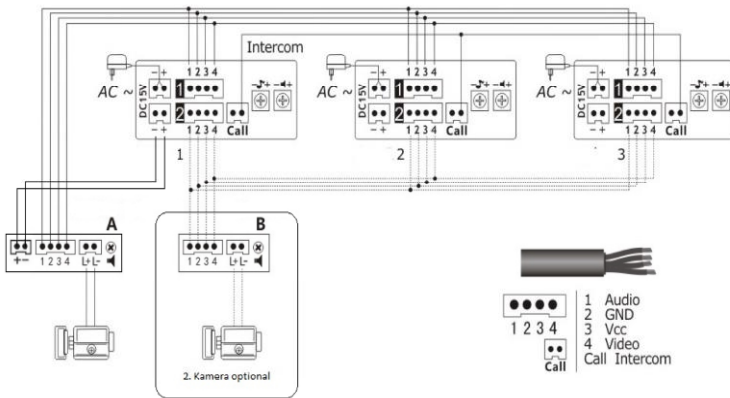 1 2 3 4
1 2 3 4
1 2 3 4
Intercom
AC ~
- +
DC15V
1
2
- +
Call
1 2 3 4
- +
- +
1
AC ~
- +
DC15V
1
2
- +
Call
1 2 3 4
- +
- +
2
AC ~
- +
DC15V
1
2
- +
Call
1 2 3 4
- +
- +
3
A
+ -
1 2 3 4
L+ L-
B
1 2 3 4
L+ L-
2. Kamera optional
1 2 3 4
Call
1 Audio
2 GND
3 Vcc
4 Video
Call Intercom